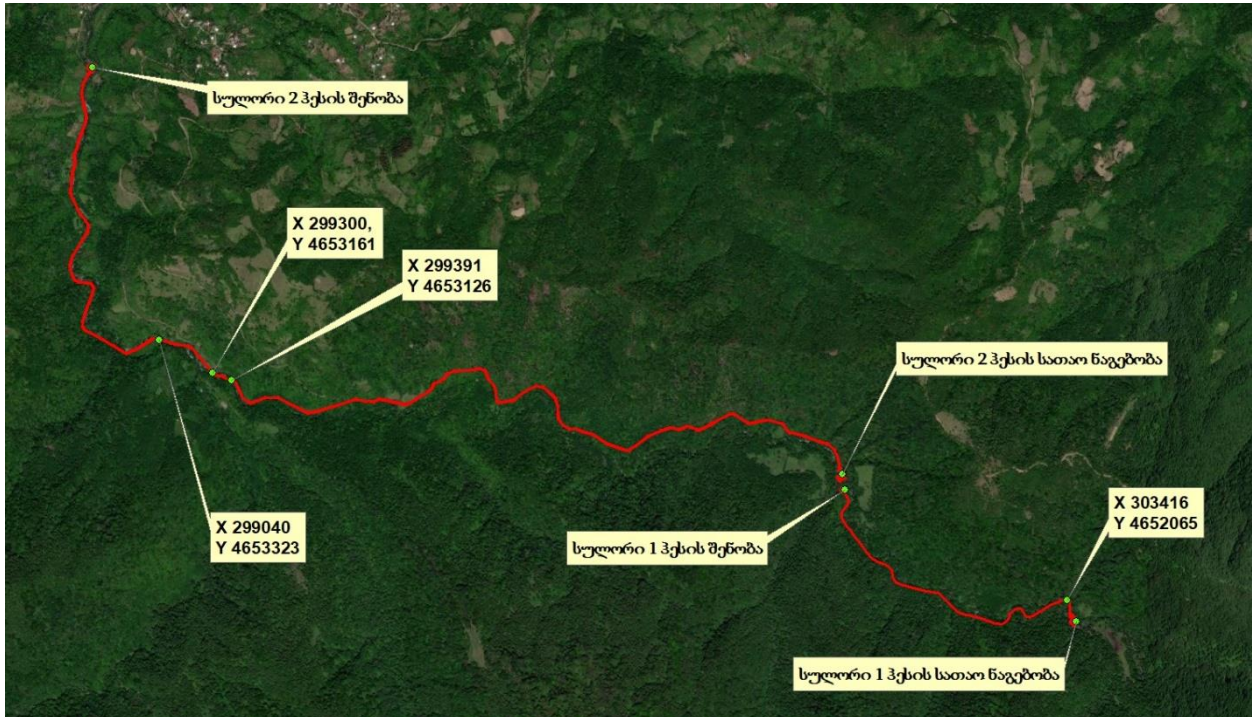 სულორი 2 ჰესის შენობა
X 299300,
Y 4653161
X 299391
Y 4653126
სულორი 2 ჰესის სათაო ნაგებობა
X 299040
Y 4653323
სულორი 1 ჰესის შენობა
X 303416
Y 4652065
სულორი 1 ჰესის სათაო ნაგებობა